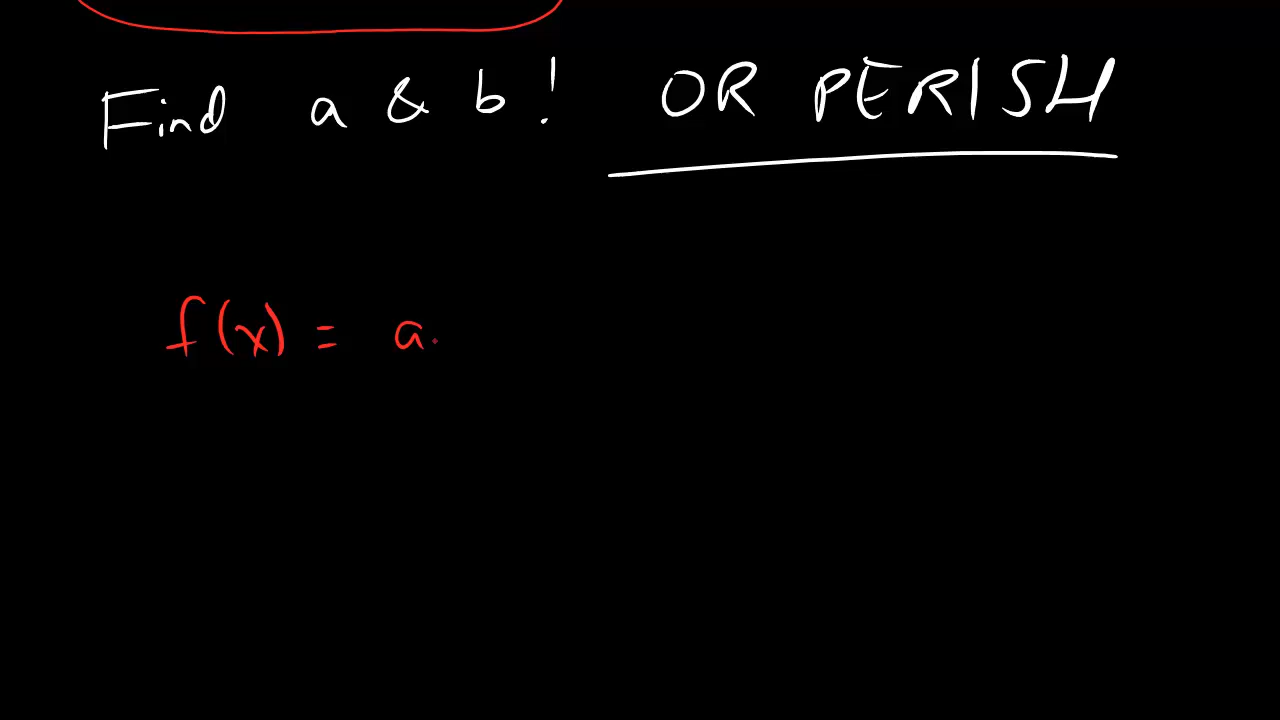 Find a & b! OR PERISH
f(x) = a